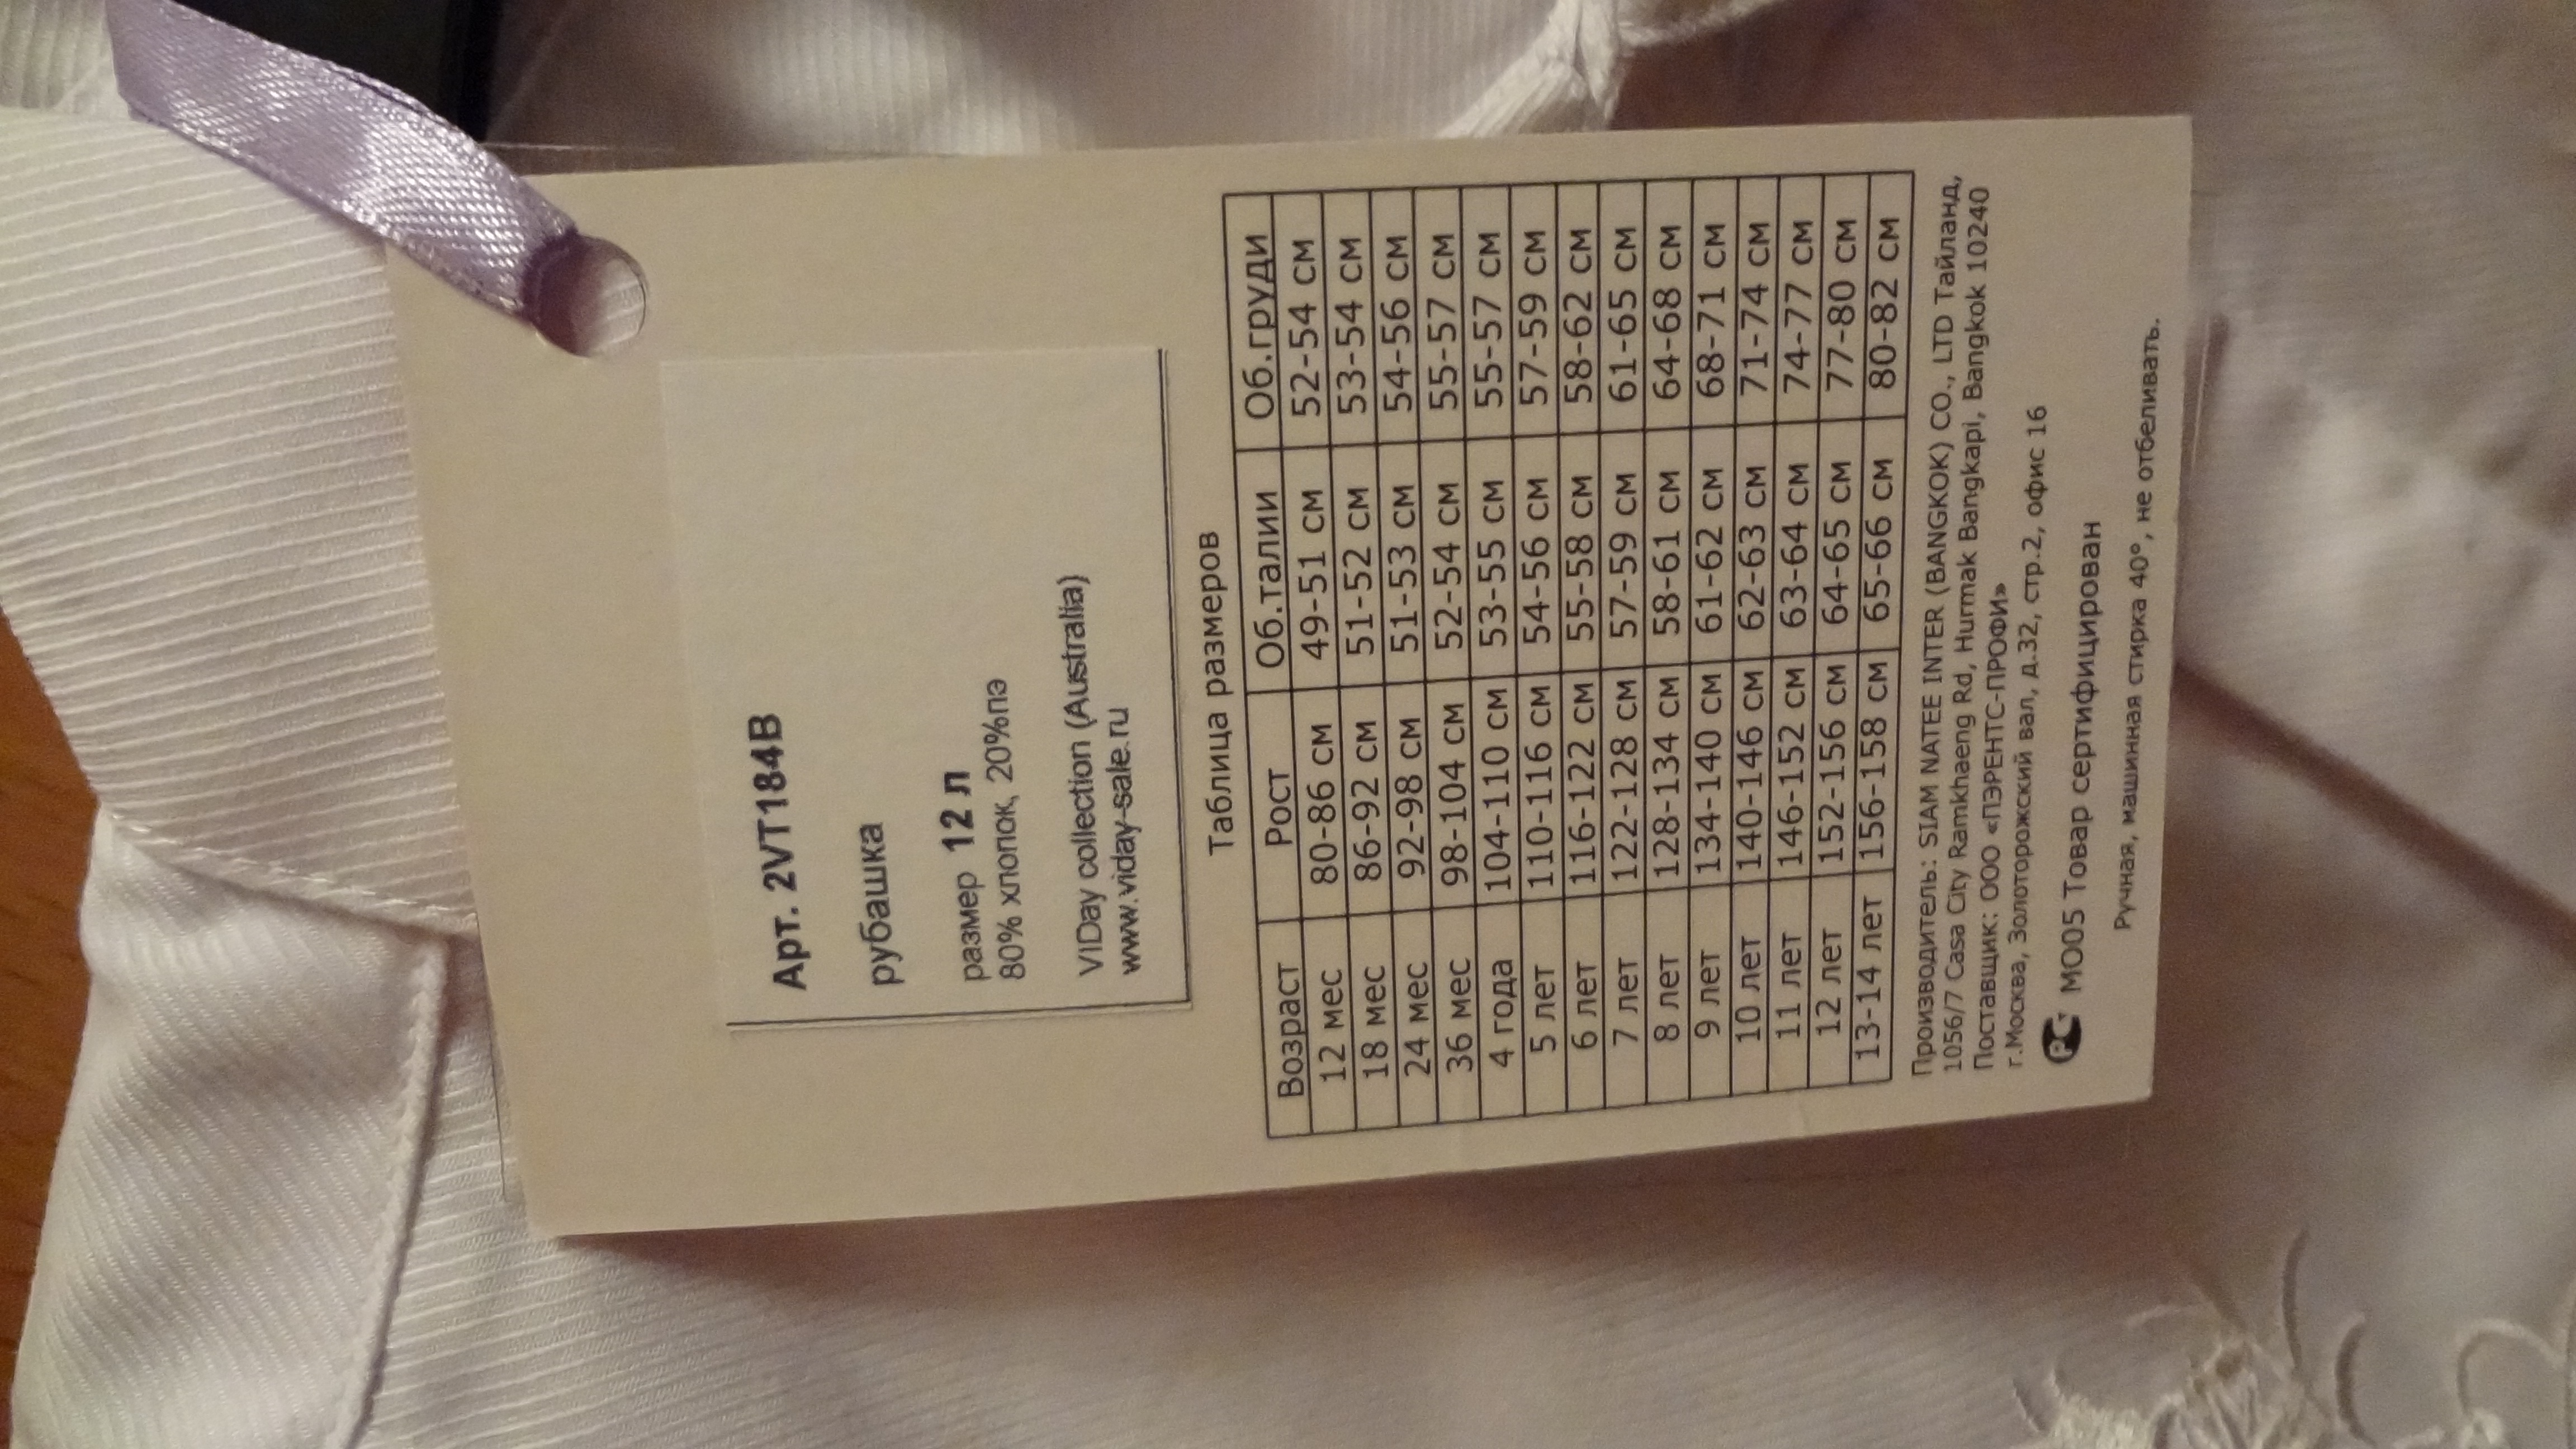 Арт. 2VT184B
рубашка
размер 12 л
80% хлопок, 20%пэ
VIDay collection (Australia)
www.viday-sale.ru
Таблица размеров
Возраст Рост Об.талии Об.груди
12 мес 80-86 см 49-51 см 52-54 см
18 мес 86-92 см 51-52 см 53-54 см
24 мес 92-98 см 51-53 см 54-56 см
36 мес 98-104 см 52-54 см 55-57 см
4 года 104-110 см 53-55 см 55-57 см
5 лет 110-116 см 54-56 см 57-59 см
6 лет 116-122 см 55-58 см 58-62 см
7 лет 122-128 см 57-59 см 61-65 см
8 лет 128-134 см 58-61 см 64-68 см
9 лет 134-140 см 61-62 см 68-71 см
10 лет 140-146 см 62-63 см 71-74 см
11 лет 146-152 см 63-64 см 74-77 см
12 лет 152-156 см 64-65 см 77-80 см
13-14 лет 156-158 см 65-66 см 80-82 см
Производитель: SIAM NATEE INTER (BANGKOK) CO., LTD Тайланд,
1056/7 Casa City Ramkhaeng Rd, Hurmak Bangkapi, Bangkok 10240
Поставщик: ООО «ПЭРЕНТС-ПРОФИ»
г.Москва, Золоторожский вал, д.32, стр.2, офис 16
РСТ МО05 Товар сертифицирован
Ручная, машинная стирка 40°, не отбеливать.